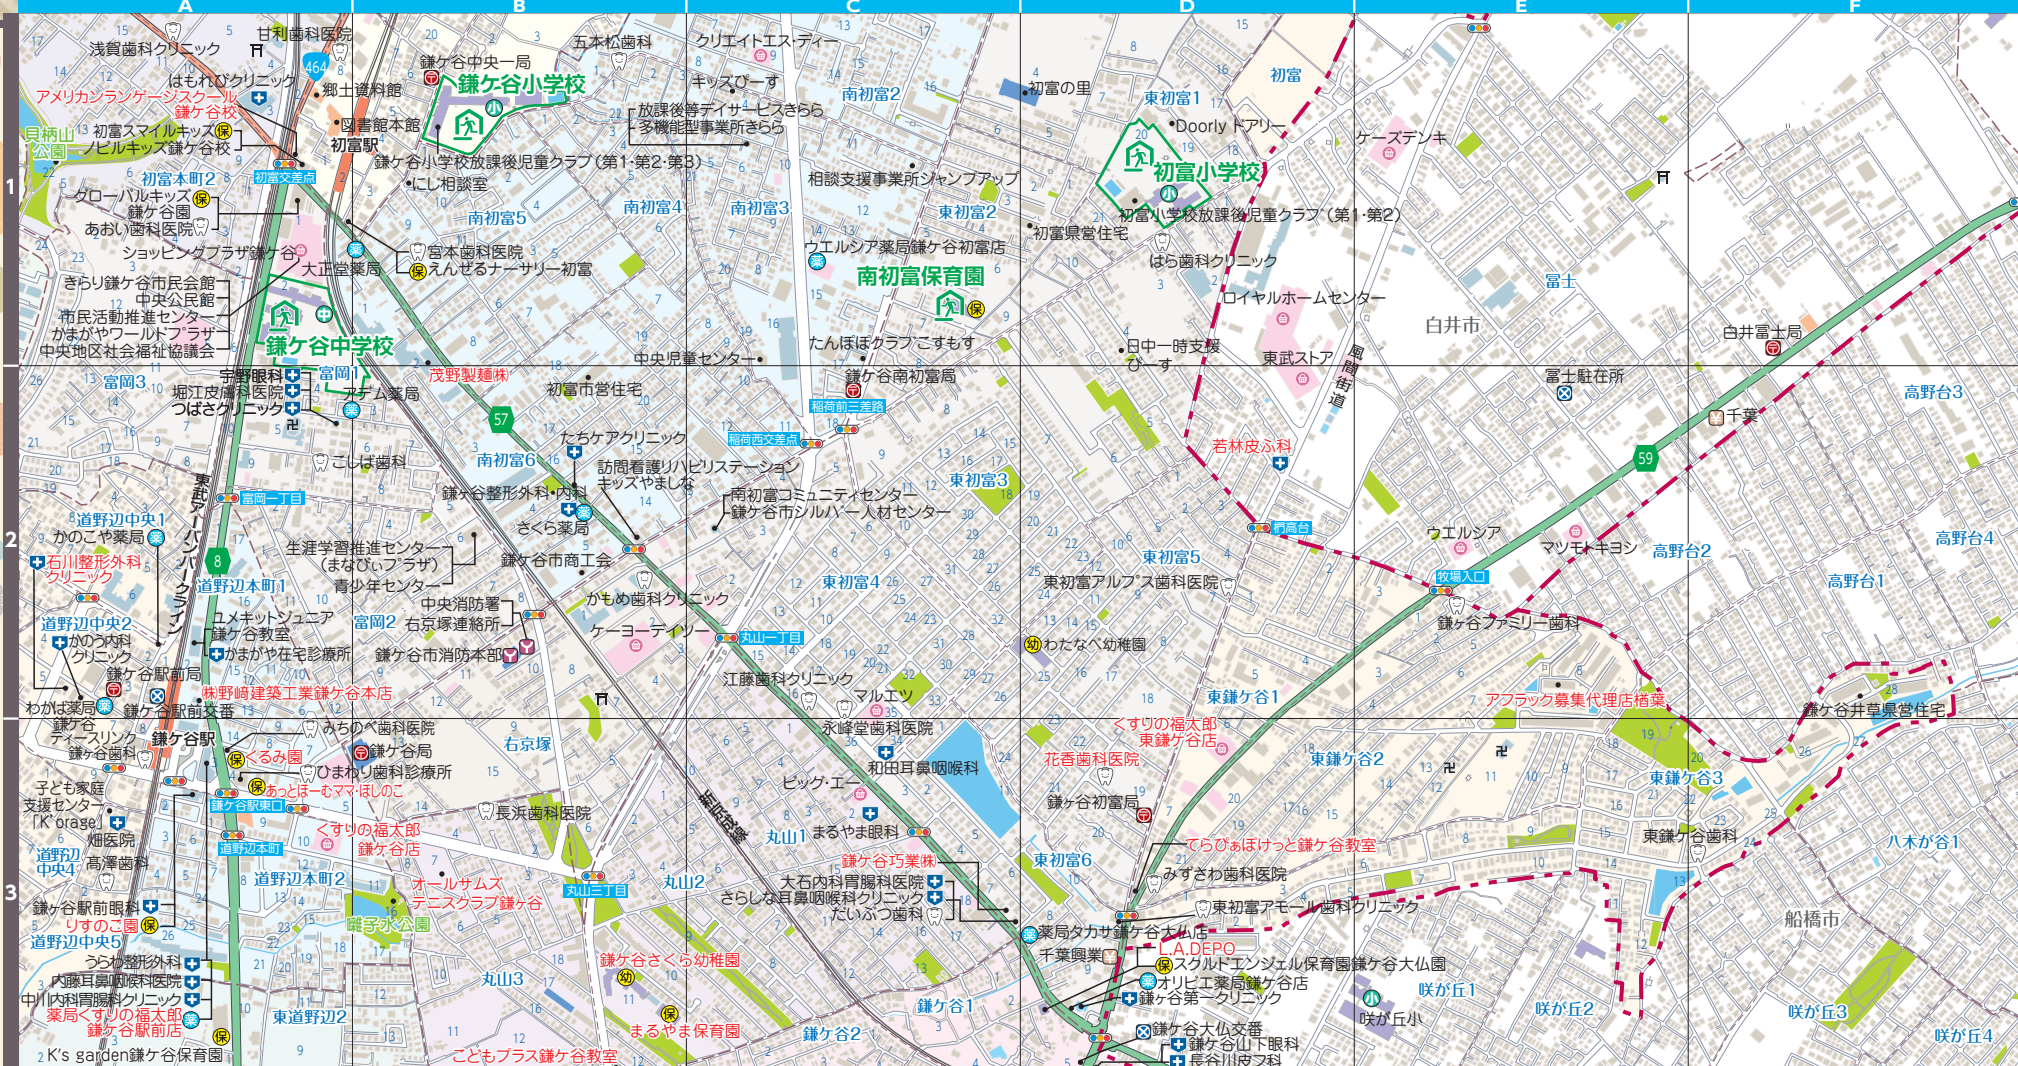 A
B
C
D
E
F
1
2
3
浅賀歯科クリニック
甘利歯科医院
はもれびクリニック
アメリカンランゲージスクール
鎌ケ谷校
464
郷土資料館
図書館本館
初富駅
初富スマイルキッズ
ノビルキッズ鎌ケ谷校
貝柄山
公園
初富本町2
初富交差点
グローバルキッズ
鎌ケ谷園
あおい歯科医院
ショッピングプラザ鎌ケ谷
大正堂薬局
きらり鎌ケ谷市民会館
中央公民館
市民活動推進センター
かまがやワールドプラザ
中央地区社会福祉協議会
鎌ケ谷中学校
鎌ケ谷中央一局
鎌ケ谷小学校
五本松歯科
鎌ケ谷小学校放課後児童クラブ(第1・第2・第3)
にし相談室
南初富5
南初富4
宮本歯科医院
えんぜるナーサリー初富
クリエイトエス・ディー
キッズぴーす
放課後等デイサービスきらら
多機能型事業所きらら
南初富2
相談支援事業所ジャンプアップ
南初富3
東初富2
ウエルシア薬局鎌ケ谷初富店
南初富保育園
たんぽぽクラブこすもす
中央児童センター
初富の里
東初富1
Doorly ドアリー
初富小学校
初富小学校放課後児童クラブ(第1・第2)
初富県営住宅
はら歯科クリニック
初富
ケーズデンキ
ロイヤルホームセンター
東武ストア
風間街道
日中一時支援
ぴーす
白井市
冨士
白井冨士局
富岡3
宇野眼科
堀江皮膚科医院
つばさクリニック
富岡1
アデム薬局
茂野製麺㈱
初富市営住宅
鎌ケ谷南初富局
稲荷前三差路
稲荷西交差点
57
たちケアクリニック
南初富6
訪問看護リハビリステーション
キッズやましな
鎌ケ谷整形外科・内科
さくら薬局
こしば歯科
東武アーバンパークライン
富岡一丁目
道野辺中央1
かのこや薬局
石川整形外科
クリニック
8
道野辺本町1
生涯学習推進センター
(まなびぃプラザ)
青少年センター
鎌ケ谷市商工会
南初富コミュニティセンター
鎌ケ谷市シルバー人材センター
東初富3
東初富4
東初富5
東初富アルプス歯科医院
若林皮ふ科
椚高台
冨士駐在所
千葉
59
高野台3
高野台4
高野台2
高野台1
ウエルシア
マツモトキヨシ
牧場入口
鎌ケ谷ファミリー歯科
道野辺中央2
かのう内科
クリニック
ユメキットジュニア
鎌ケ谷教室
かまがや在宅診療所
鎌ケ谷駅前局
㈱野﨑建築工業鎌ケ谷本店
わかば薬局
鎌ケ谷駅前交番
中央消防署
右京塚連絡所
富岡2
鎌ケ谷市消防本部
かもめ歯科クリニック
ケーヨーデイツー
丸山一丁目
江藤歯科クリニック
マルエツ
わたなべ幼稚園
東鎌ケ谷1
アフラック募集代理店楢葉
鎌ケ谷井草県営住宅
鎌ケ谷
ティースリンク
鎌ケ谷歯科
鎌ケ谷駅
みちのべ歯科医院
くるみ園
鎌ケ谷局
ひまわり歯科診療所
あっとほーむママ・ほしのこ
右京塚
永峰堂歯科医院
和田耳鼻咽喉科
ビッグ・エー
くすりの福太郎
東鎌ケ谷店
花香歯科医院
鎌ケ谷初富局
東鎌ケ谷2
東鎌ケ谷3
子ども家庭
支援センター
「K'orage」
畑医院
鎌ケ谷駅東口
道野辺本町
くすりの福太郎
鎌ケ谷店
長浜歯科医院
新京成線
丸山1
まるやま眼科
鎌ケ谷巧業㈱
道野辺
中央4
髙澤歯科
道野辺本町2
オールサムズ
テニスクラブ鎌ケ谷
丸山三丁目
丸山2
大石内科胃腸科医院
さらしな耳鼻咽喉科クリニック
だいぶつ歯科
東初富6
てらぴぁぽけっと鎌ケ谷教室
みずさわ歯科医院
東初富アモール歯科クリニック
東鎌ケ谷歯科
八木が谷1
船橋市
鎌ケ谷駅前眼科
りすのこ園
道野辺中央5
囃子水公園
うらわ整形外科
内藤耳鼻咽喉科医院
中川内科胃腸科クリニック
薬局くすりの福太郎
鎌ケ谷駅前店
K's garden鎌ケ谷保育園
東道野辺2
丸山3
鎌ケ谷さくら幼稚園
まるやま保育園
こどもプラス鎌ケ谷教室
鎌ケ谷2
鎌ケ谷1
薬局タカサ鎌ケ谷大仏店
千葉興業
L.A.DEPO
スクルドエンジェル保育園鎌ケ谷大仏園
オリビエ薬局鎌ケ谷店
鎌ケ谷第一クリニック
鎌ケ谷大仏交番
鎌ケ谷山下眼科
長谷川皮フ科
咲が丘1
咲が丘小
咲が丘2
咲が丘3
咲が丘4